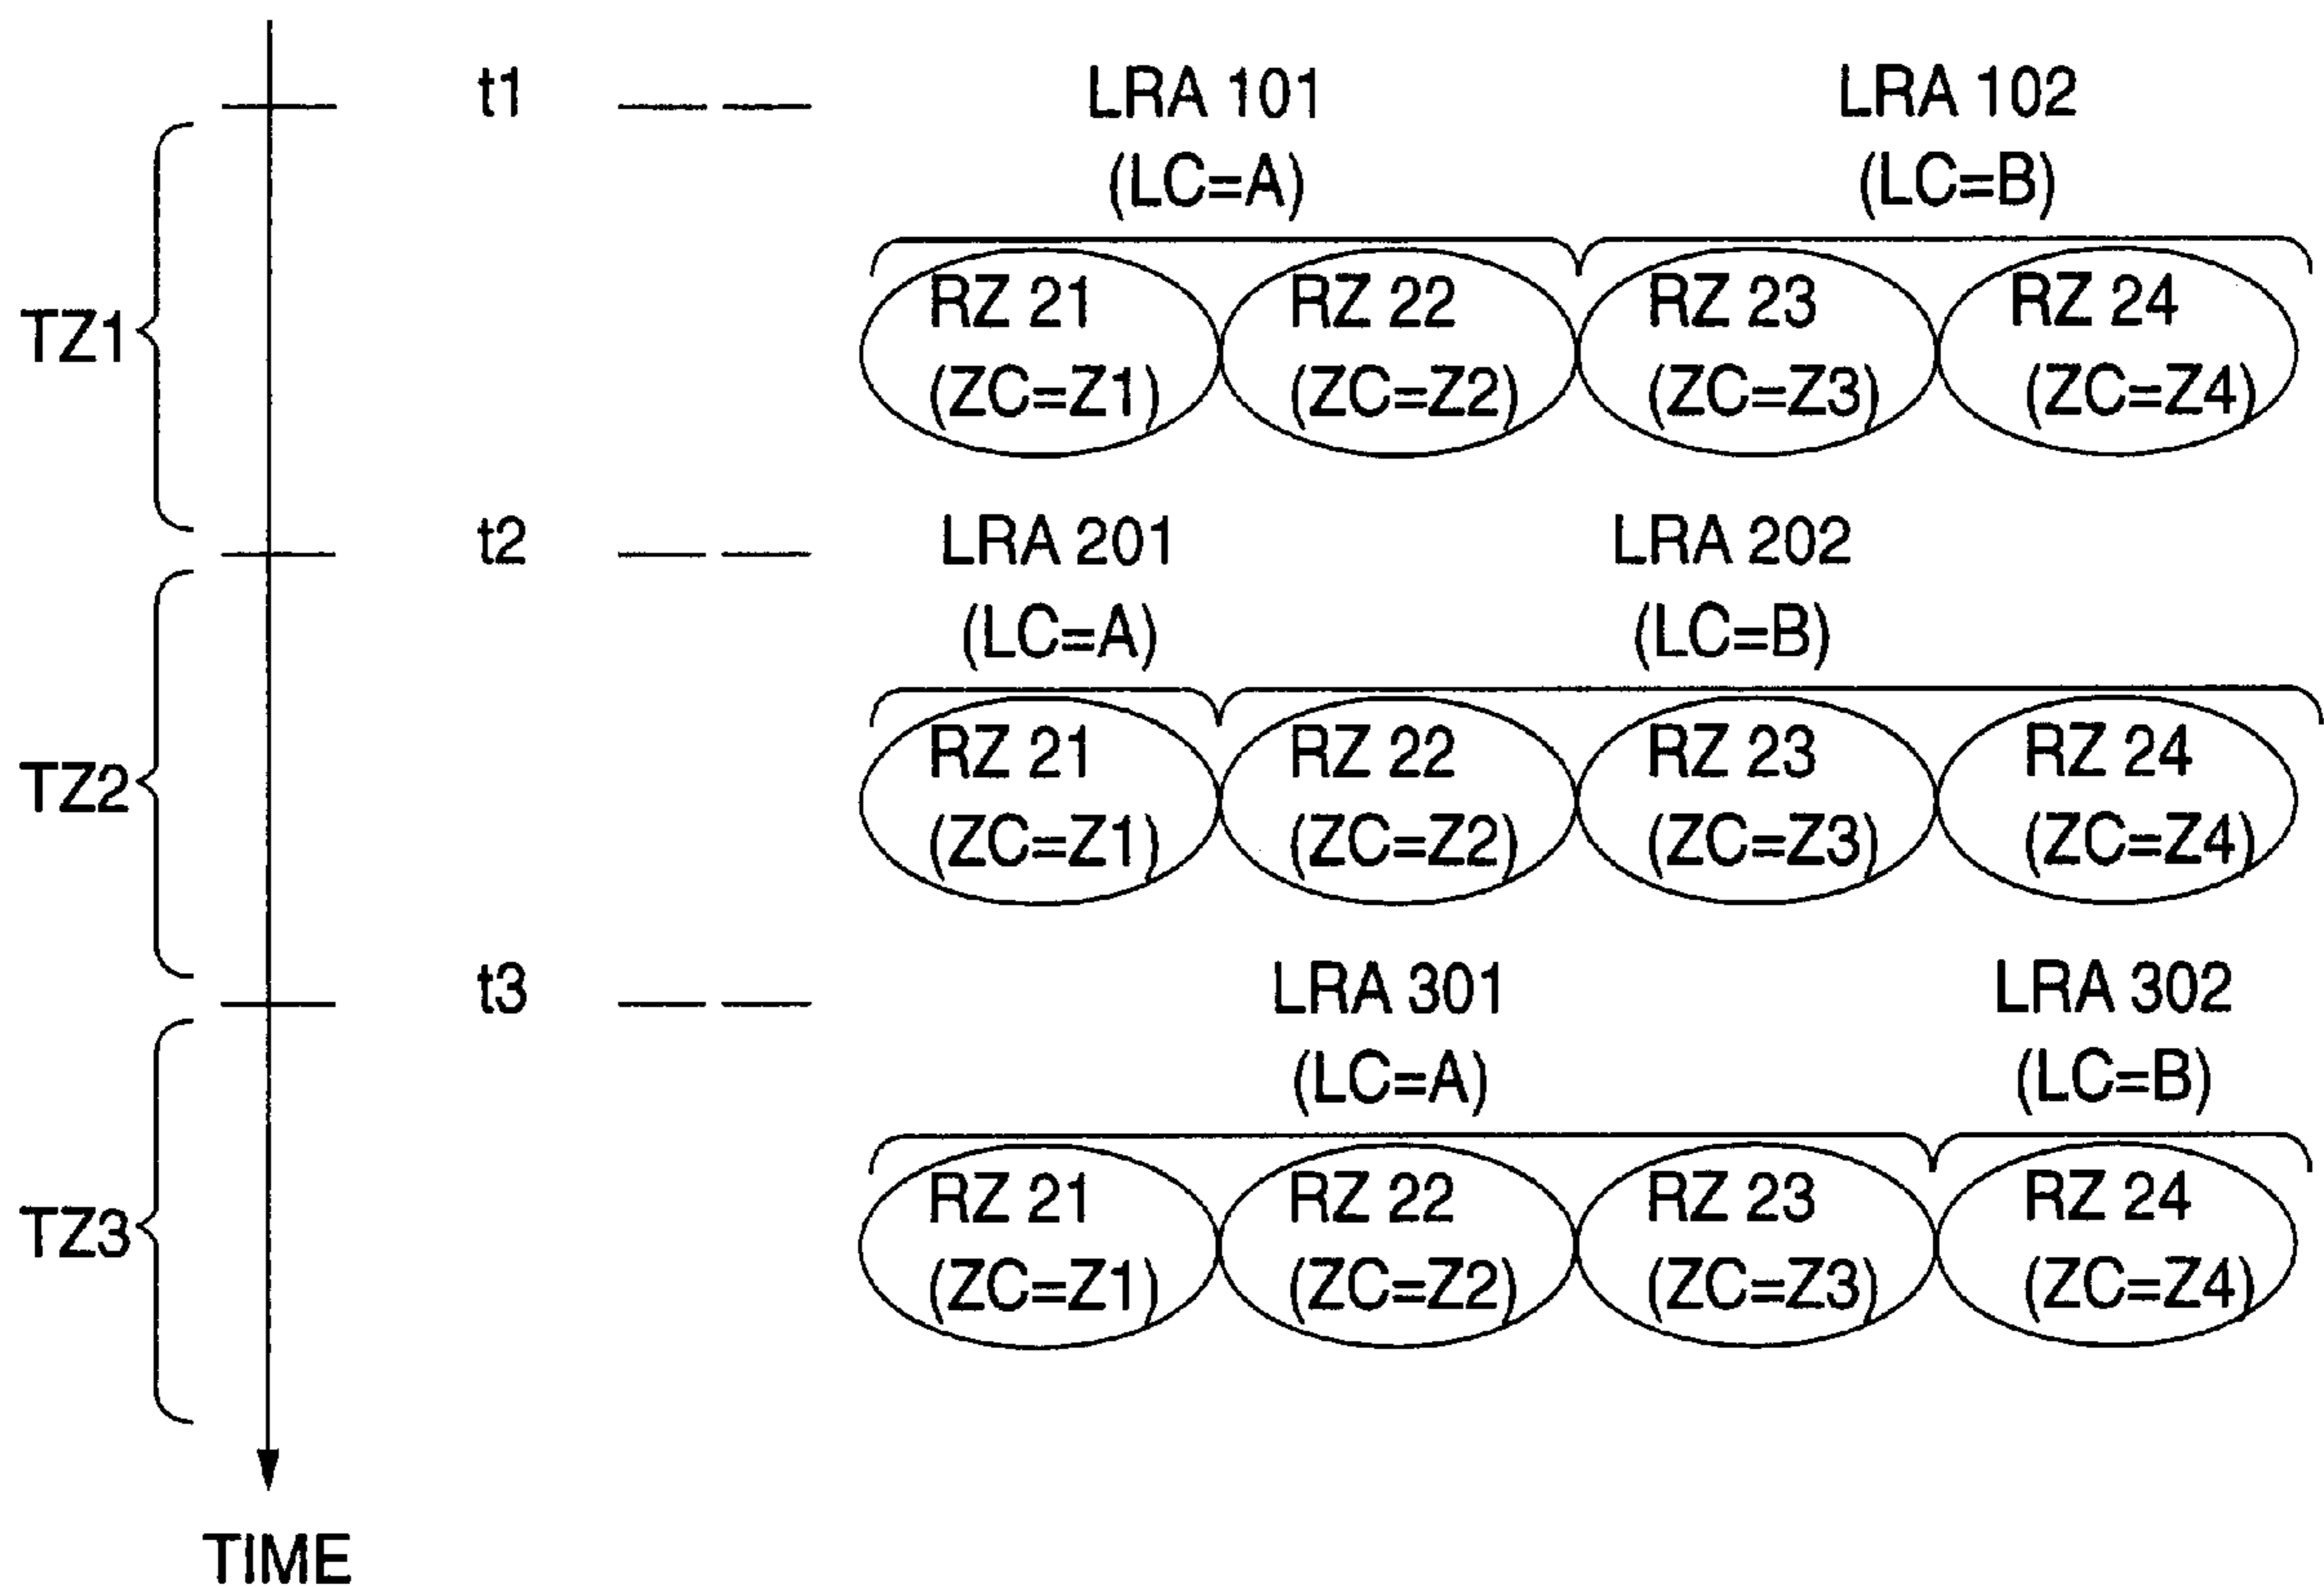 t1 LRA 101 LRA 102
(LC=A) (LC=B)
TZ1
RZ 21 RZ 22 RZ 23 RZ 24
(ZC=Z1) (ZC=Z2) (ZC=Z3) (ZC=Z4)
t2 LRA 201 LRA 202
(LC=A) (LC=B)
TZ2
RZ 21 RZ 22 RZ 23 RZ 24
(ZC=Z1) (ZC=Z2) (ZC=Z3) (ZC=Z4)
t3 LRA 301 LRA 302
(LC=A) (LC=B)
TZ3
RZ 21 RZ 22 RZ 23 RZ 24
(ZC=Z1) (ZC=Z2) (ZC=Z3) (ZC=Z4)
TIME